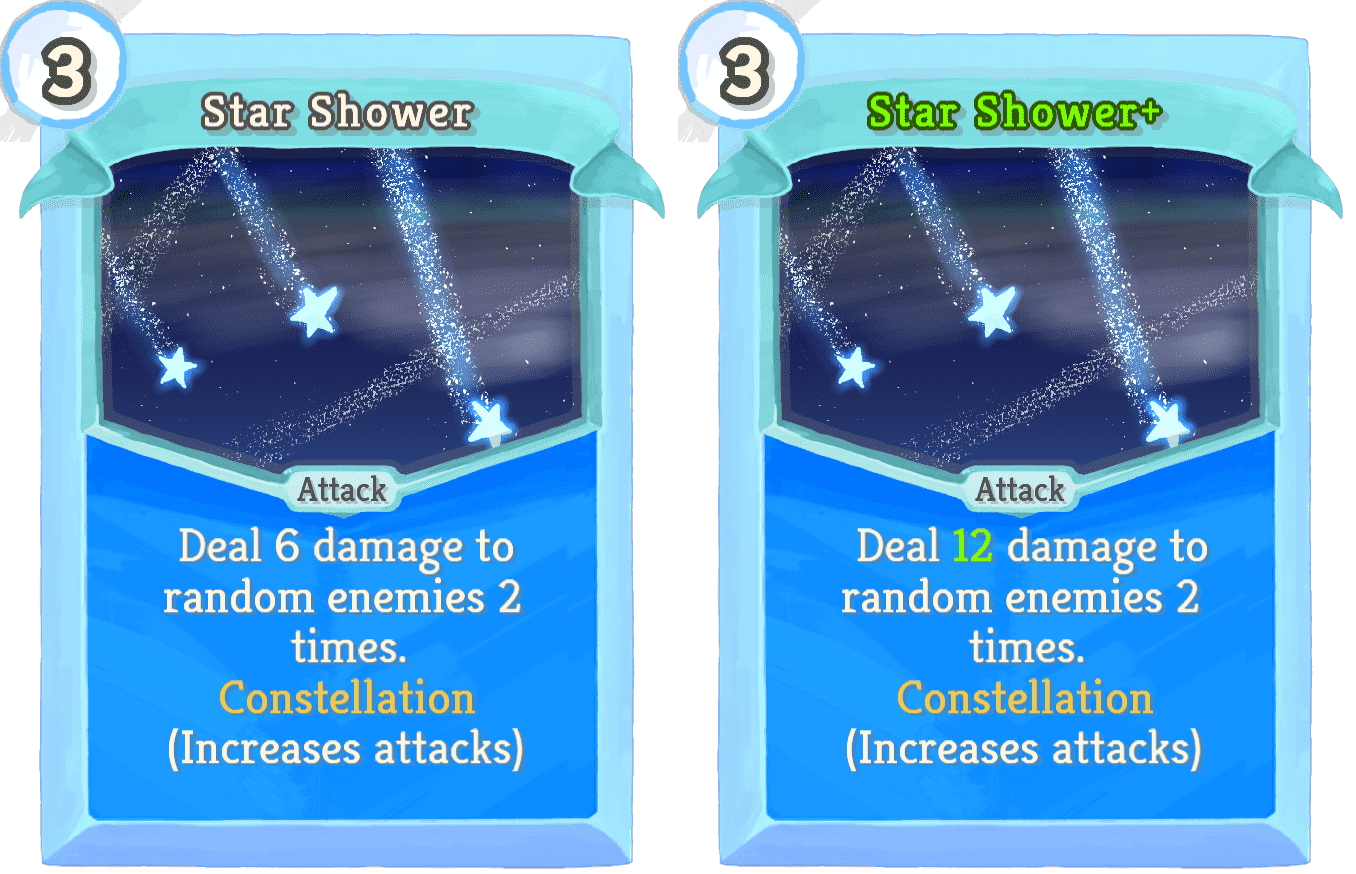 3
Star Shower
Attack
Deal 6 damage to
random enemies 2
times.
Constellation
(Increases attacks)
3
Star Shower+
Attack
Deal 12 damage to
random enemies 2
times.
Constellation
(Increases attacks)